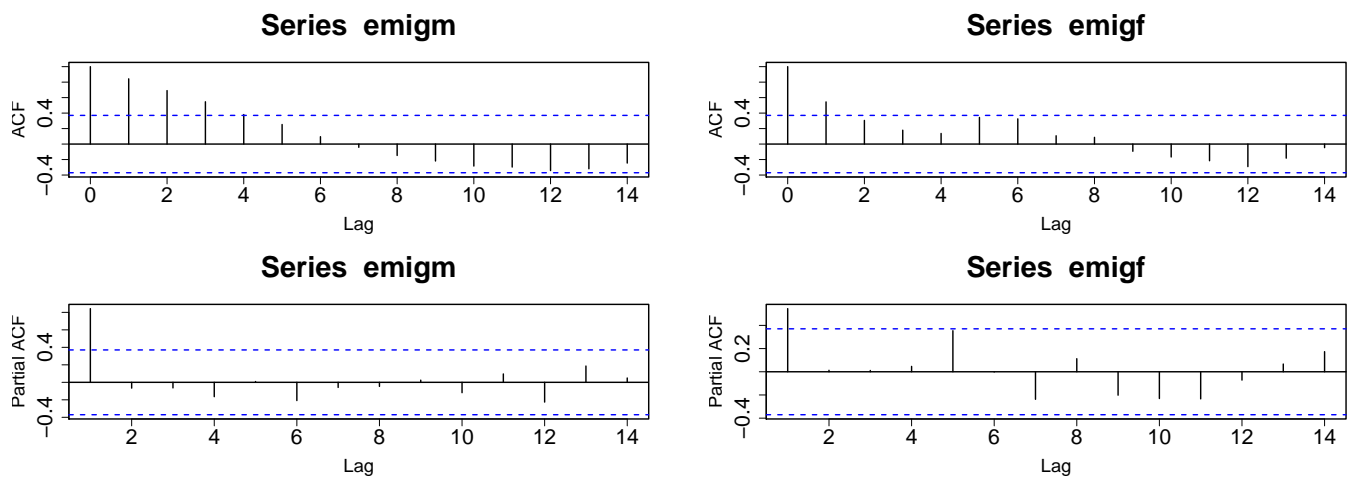 Series emigm
ACF
0.4
−0.4
0 2 4 6 8 10 12 14
Lag
Series emigf
ACF
0.4
−0.4
0 2 4 6 8 10 12 14
Lag
Series emigm
Partial ACF
0.4
−0.4
2 4 6 8 10 12 14
Lag
Series emigf
Partial ACF
0.2
−0.4
2 4 6 8 10 12 14
Lag